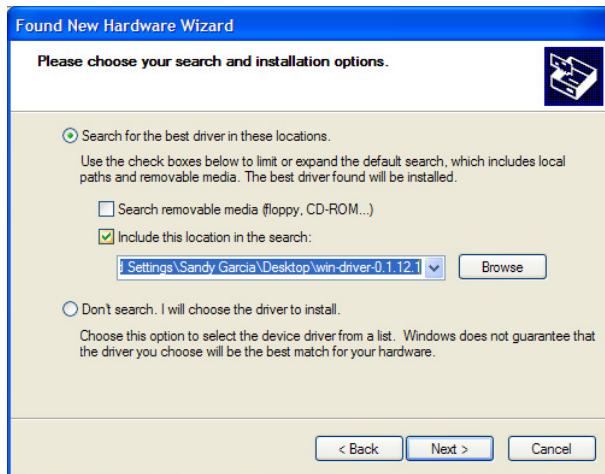 Found New Hardware Wizard
Please choose your search and installation options.
Search for the best driver in these locations.
Use the check boxes below to limit or expand the default search, which includes local
paths and removable media. The best driver found will be installed.
Search removable media (floppy, CD-ROM...)
Include this location in the search:
d Settings\Sandy Garcia\Desktop\win-driver-0.1.12.1
Browse
Don't search. I will choose the driver to install.
Choose this option to select the device driver from a list. Windows does not guarantee that
the driver you choose will be the best match for your hardware.
< Back
Next >
Cancel